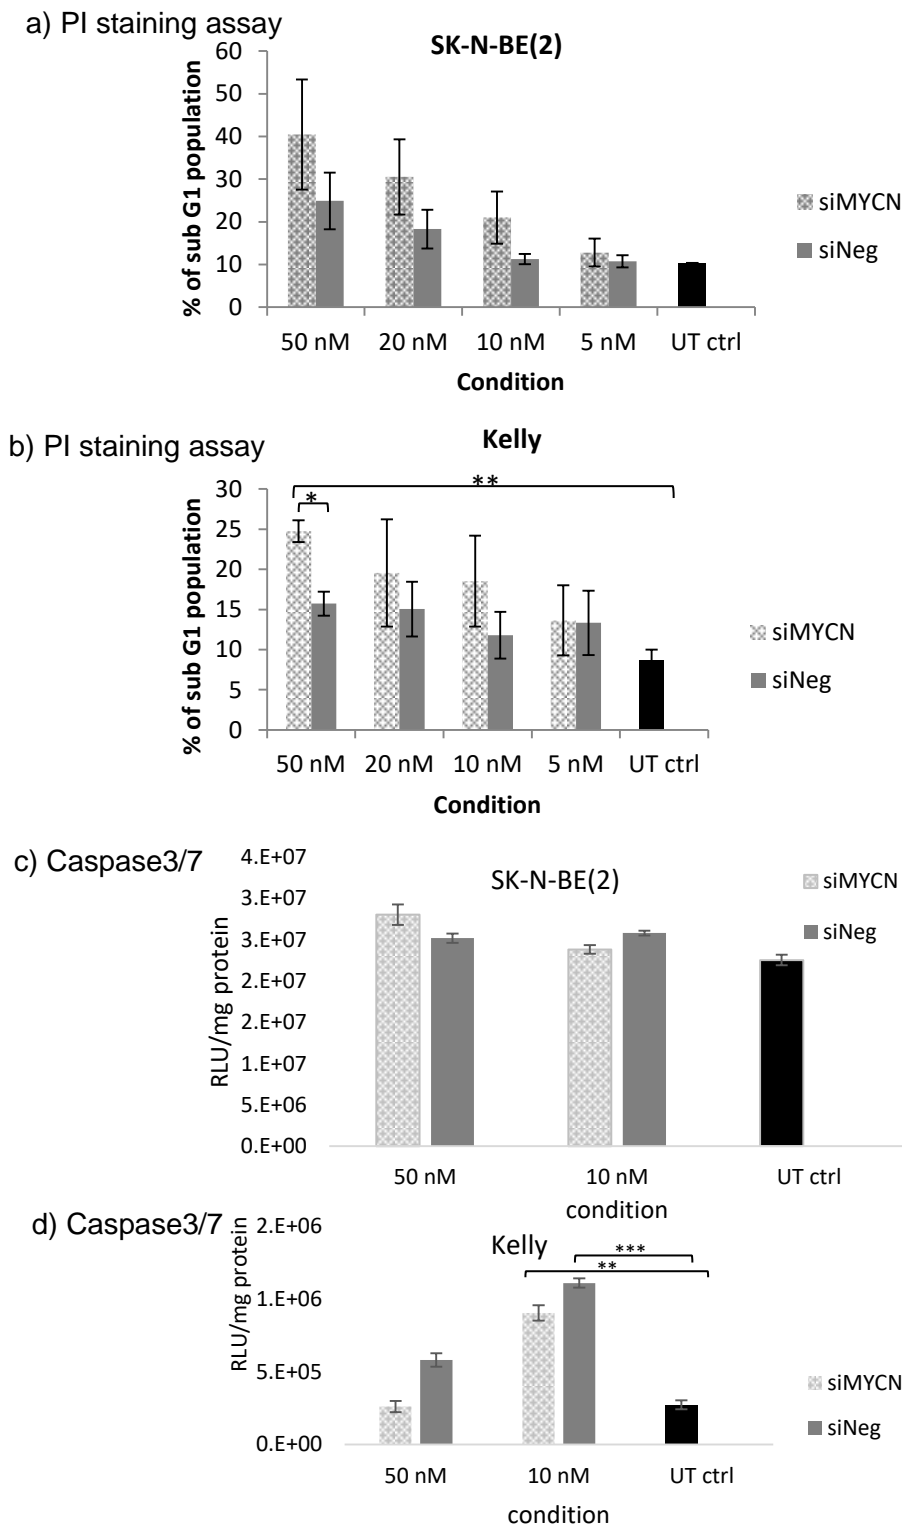 a) PI staining assay
SK-N-BE(2)
% of sub G1 population
60
50
40
30
20
10
0
siMYCN
siNeg
50 nM 20 nM 10 nM 5 nM UT ctrl
Condition
b) PI staining assay
Kelly
% of sub G1 population
**
*
30
25
20
15
10
5
0
siMYCN
siNeg
50 nM 20 nM 10 nM 5 nM UT ctrl
Condition
c) Caspase3/7
SK-N-BE(2)
RLU/mg protein
4.E+07
3.E+07
3.E+07
2.E+07
2.E+07
1.E+07
5.E+06
0.E+00
siMYCN
siNeg
50 nM 10 nM UT ctrl
condition
d) Caspase3/7
Kelly
RLU/mg protein
2.E+06
1.E+06
5.E+05
0.E+00
***
**
siMYCN
siNeg
50 nM 10 nM UT ctrl
condition